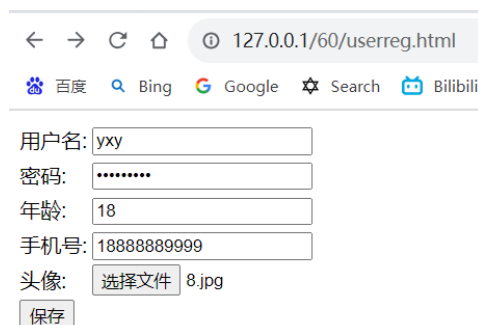 127.0.0.1/60/userreg.html
百度 Bing Google Search Bilibili
用户名: yxy
密码: •••••••••
年龄: 18
手机号: 18888889999
头像: 选择文件 8.jpg
保存